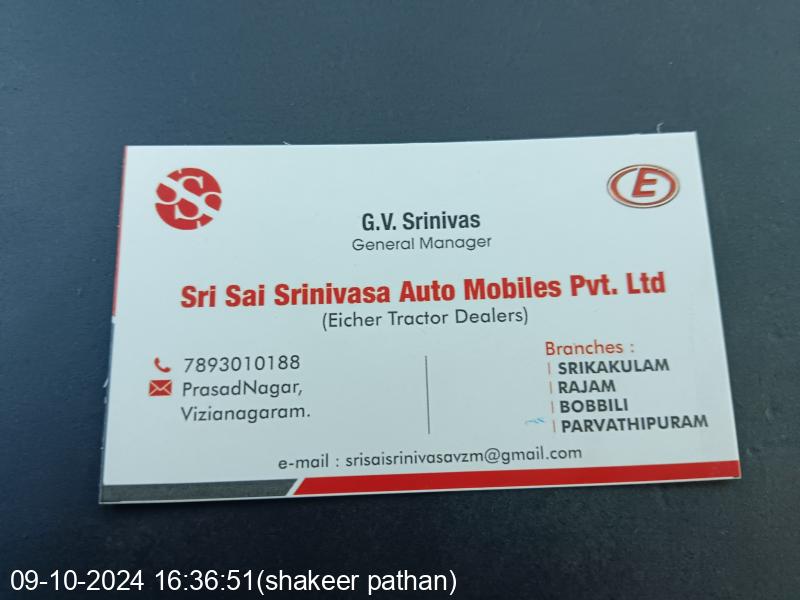 SSS
E
G.V. Srinivas
General Manager
Sri Sai Srinivasa Auto Mobiles Pvt. Ltd
(Eicher Tractor Dealers)
7893010188
PrasadNagar,
Vizianagaram.
Branches :
| SRIKAKULAM
| RAJAM
| BOBBILI
| PARVATHIPURAM
e-mail : srisaisrinivasavzm@gmail.com
09-10-2024 16:36:51(shakeer pathan)